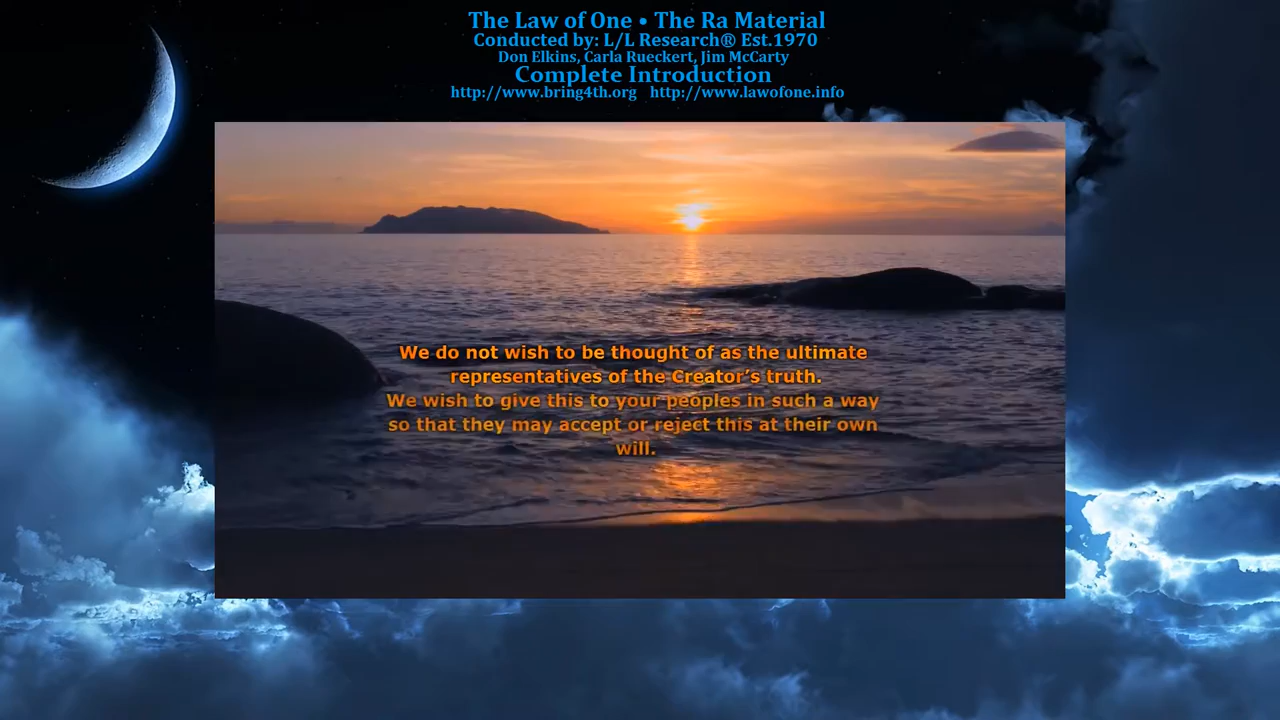 The Law of One • The Ra Material
Conducted by: L/L Research® Est.1970
Don Elkins, Carla Rueckert, Jim McCarty
Complete Introduction
http://www.bring4th.org http://www.lawofone.info
We do not wish to be thought of as the ultimate
representatives of the Creator’s truth.
We wish to give this to your peoples in such a way
so that they may accept or reject this at their own
will.